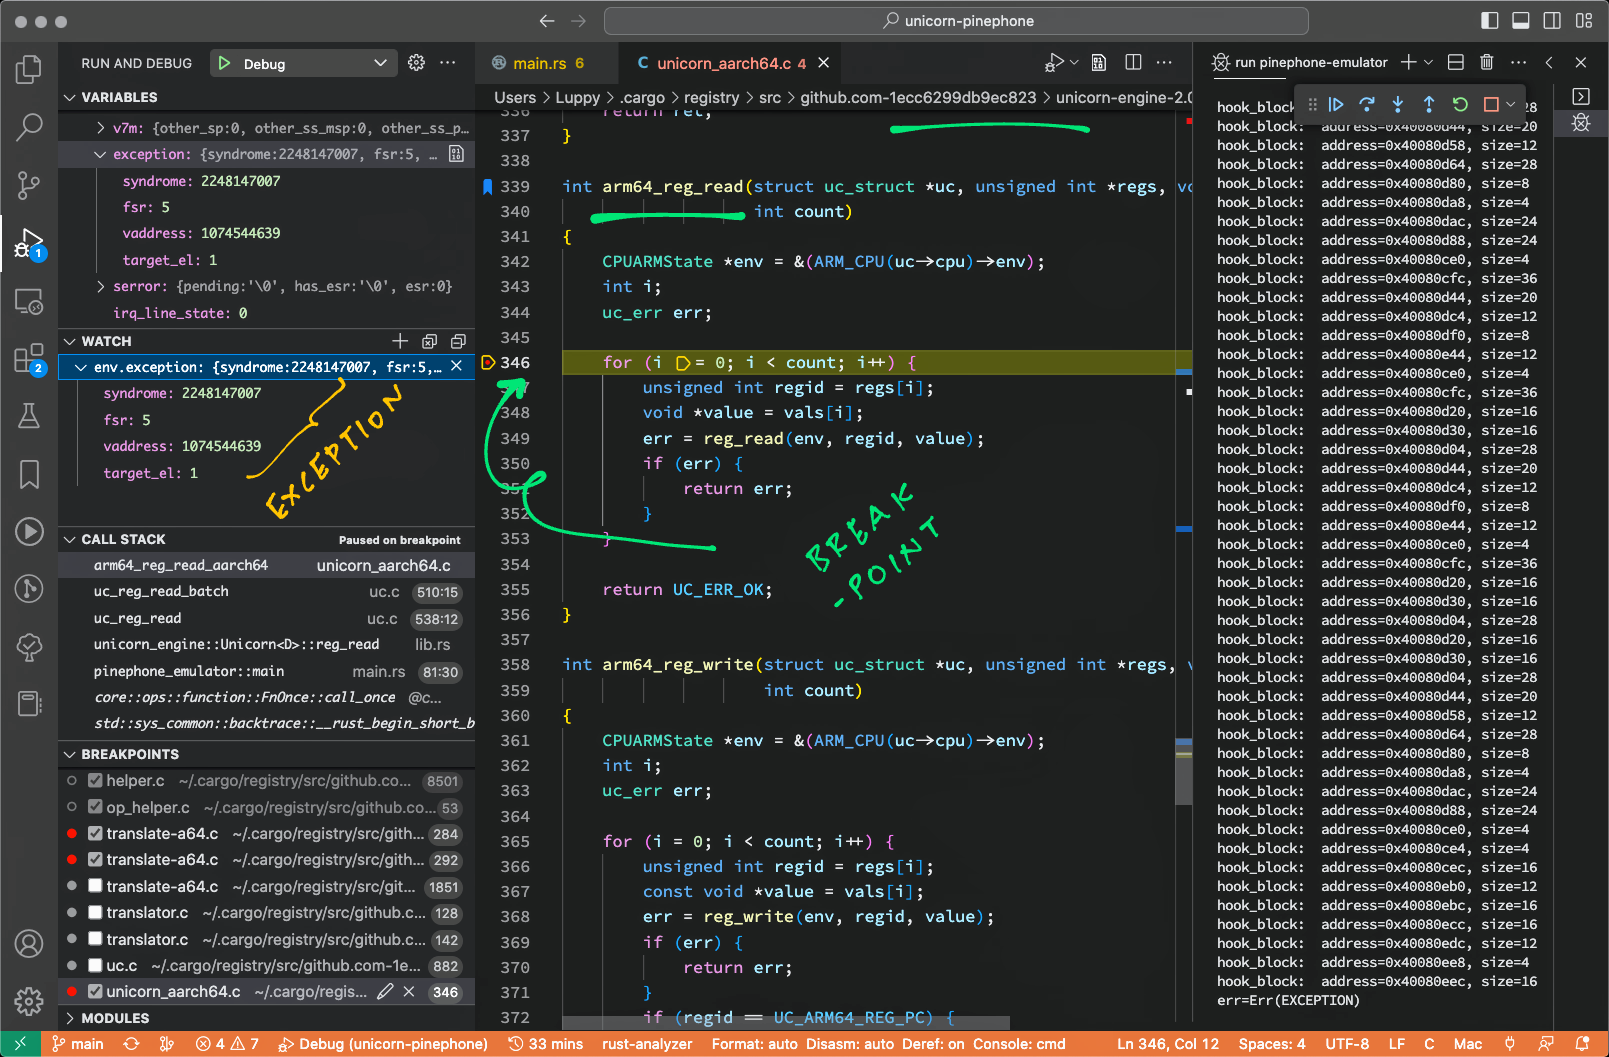 unicorn-pinephone
RUN AND DEBUG
Debug
VARIABLES
v7m: {other_sp:0, other_ss_msp:0, other_ss_p…
exception: {syndrome:2248147007, fsr:5, …
syndrome: 2248147007
fsr: 5
vaddress: 1074544639
target_el: 1
serror: {pending:'\0', has_esr:'\0', esr:0}
irq_line_state: 0
WATCH
env.exception: {syndrome:2248147007, fsr:5,…
syndrome: 2248147007
fsr: 5
vaddress: 1074544639
target_el: 1
EXCEPTION
CALL STACK Paused on breakpoint
arm64_reg_read_aarch64 unicorn_aarch64.c
uc_reg_read_batch uc.c 510:15
uc_reg_read uc.c 538:12
unicorn_engine::Unicorn<D>::reg_read lib.rs
pinephone_emulator::main main.rs 81:30
core::ops::function::FnOnce::call_once @c…
std::sys_common::backtrace::__rust_begin_short_b
BREAKPOINTS
helper.c ~/.cargo/registry/src/github.co… 8501
op_helper.c ~/.cargo/registry/src/github.co… 53
translate-a64.c ~/.cargo/registry/src/gith… 284
translate-a64.c ~/.cargo/registry/src/gith… 292
translate-a64.c ~/.cargo/registry/src/git… 1851
translator.c ~/.cargo/registry/src/github.c… 128
translator.c ~/.cargo/registry/src/github.c… 142
uc.c ~/.cargo/registry/src/github.com-1e… 882
unicorn_aarch64.c ~/.cargo/regis… 346
MODULES
1
2
main.rs 6
C unicorn_aarch64.c 4
Users > Luppy > .cargo > registry > src > github.com-1ecc6299db9ec823 > unicorn-engine-2.0
336 return ret;
337 }
338
339 int arm64_reg_read(struct uc_struct *uc, unsigned int *regs, vo
340 int count)
341 {
342 CPUARMState *env = &(ARM_CPU(uc->cpu)->env);
343 int i;
344 uc_err err;
345
346 for (i = 0; i < count; i++) {
7 unsigned int regid = regs[i];
348 void *value = vals[i];
349 err = reg_read(env, regid, value);
350 if (err) {
351 return err;
352 }
353 }
354
355 return UC_ERR_OK;
356 }
357
358 int arm64_reg_write(struct uc_struct *uc, unsigned int *regs, v
359 int count)
360 {
361 CPUARMState *env = &(ARM_CPU(uc->cpu)->env);
362 int i;
363 uc_err err;
364
365 for (i = 0; i < count; i++) {
366 unsigned int regid = regs[i];
367 const void *value = vals[i];
368 err = reg_write(env, regid, value);
369 if (err) {
370 return err;
371 }
372 if (regid == UC_ARM64_REG_PC) {
BREAK
-POINT
run pinephone-emulator
hook_block: 28
hook_block: address=0x40080d44, size=20
hook_block: address=0x40080d58, size=12
hook_block: address=0x40080d64, size=28
hook_block: address=0x40080d80, size=8
hook_block: address=0x40080da8, size=4
hook_block: address=0x40080dac, size=24
hook_block: address=0x40080d88, size=24
hook_block: address=0x40080ce0, size=4
hook_block: address=0x40080cfc, size=36
hook_block: address=0x40080d44, size=20
hook_block: address=0x40080dc4, size=12
hook_block: address=0x40080df0, size=8
hook_block: address=0x40080e44, size=12
hook_block: address=0x40080ce0, size=4
hook_block: address=0x40080cfc, size=36
hook_block: address=0x40080d20, size=16
hook_block: address=0x40080d30, size=16
hook_block: address=0x40080d04, size=28
hook_block: address=0x40080d44, size=20
hook_block: address=0x40080dc4, size=12
hook_block: address=0x40080df0, size=8
hook_block: address=0x40080e44, size=12
hook_block: address=0x40080ce0, size=4
hook_block: address=0x40080cfc, size=36
hook_block: address=0x40080d20, size=16
hook_block: address=0x40080d30, size=16
hook_block: address=0x40080d04, size=28
hook_block: address=0x40080d20, size=16
hook_block: address=0x40080d30, size=16
hook_block: address=0x40080d04, size=28
hook_block: address=0x40080d44, size=20
hook_block: address=0x40080d58, size=12
hook_block: address=0x40080d64, size=28
hook_block: address=0x40080d80, size=8
hook_block: address=0x40080da8, size=4
hook_block: address=0x40080dac, size=24
hook_block: address=0x40080d88, size=24
hook_block: address=0x40080ce0, size=4
hook_block: address=0x40080ce4, size=4
hook_block: address=0x40080cec, size=16
hook_block: address=0x40080eb0, size=12
hook_block: address=0x40080ebc, size=16
hook_block: address=0x40080ecc, size=16
hook_block: address=0x40080edc, size=12
hook_block: address=0x40080ee8, size=4
hook_block: address=0x40080eec, size=16
err=Err(EXCEPTION)
main 4 7 Debug (unicorn-pinephone) 33 mins rust-analyzer Format: auto Disasm: auto Deref: on Console: cmd Ln 346, Col 12 Spaces: 4 UTF-8 LF C Mac